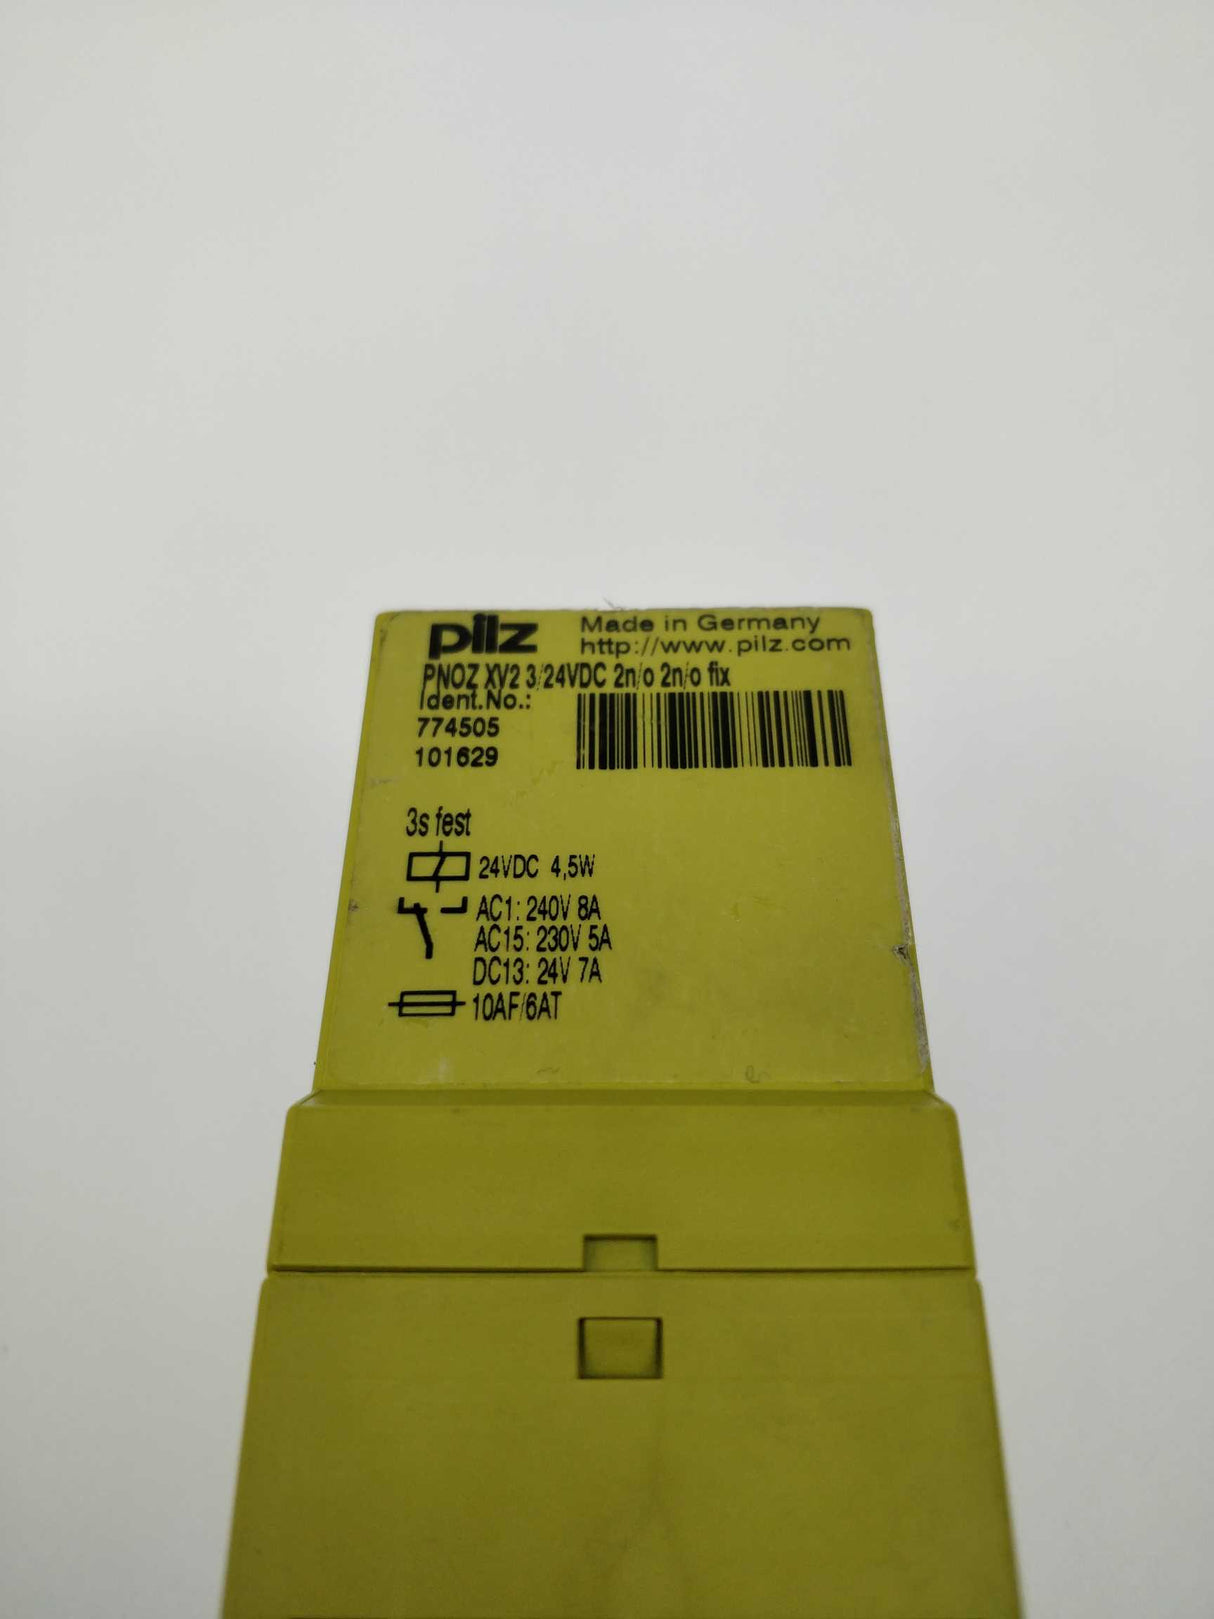 pilz
Made in Germany
http://www.pilz.com
PNOZ XV2 3/24VDC 2n/o 2n/o fix
Ident.No.:
774505
101629
3s fest
24VDC 4,5W
AC1: 240V 8A
AC15: 230V 5A
DC13: 24V 7A
10AF/6AT